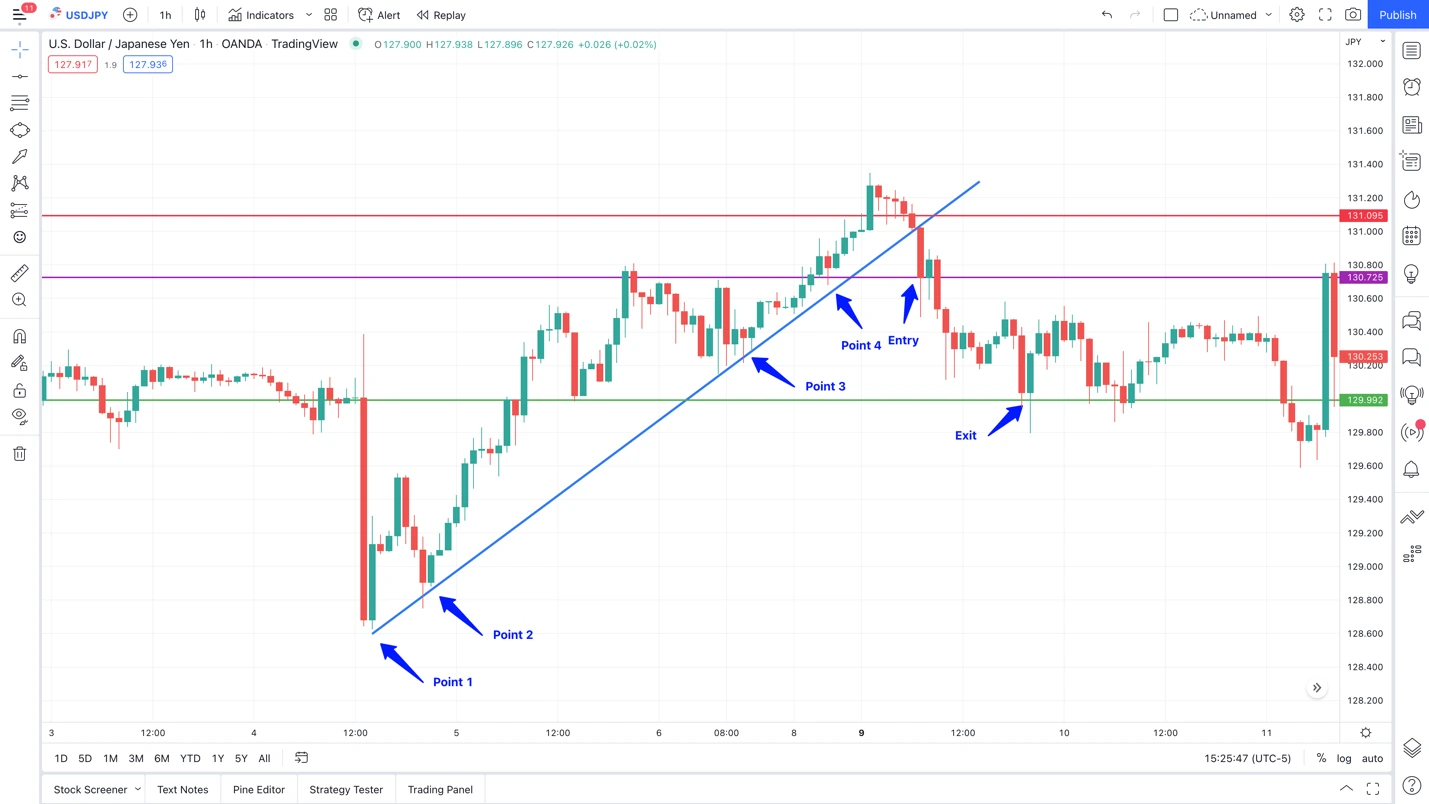 11
USDJPY
1h
Indicators
Alert
Replay
Unnamed
Publish
U.S. Dollar / Japanese Yen · 1h · OANDA · TradingView
O127.900 H127.938 L127.896 C127.926 +0.026 (+0.02%)
127.917 1.9 127.936
JPY
132.000
131.800
131.600
131.400
131.200
131.095
131.000
130.800
130.725
130.600
130.400
130.253
130.200
129.992
129.800
129.600
129.400
129.200
129.000
128.800
128.600
128.400
128.200
Point 4
Entry
Point 3
Exit
Point 2
Point 1
3 12:00 4 12:00 5 12:00 6 08:00 8 9 12:00 10 12:00 11
1D 5D 1M 3M 6M YTD 1Y 5Y All
15:25:47 (UTC-5) % log auto
Stock Screener Text Notes Pine Editor Strategy Tester Trading Panel